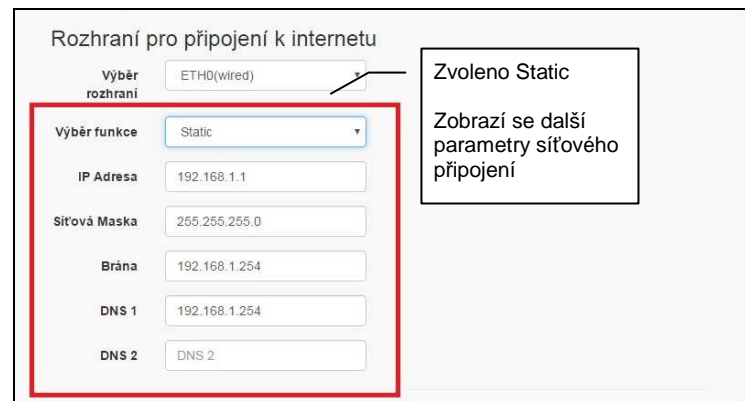 Rozhraní pro připojení k internetu
Výběr rozhraní
ETH0(wired)
Výběr funkce
Static
IP Adresa
192.168.1.1
Síťová Maska
255.255.255.0
Brána
192.168.1.254
DNS 1
192.168.1.254
DNS 2
DNS 2
Zvoleno Static
Zobrazí se další
parametry síťového
připojení